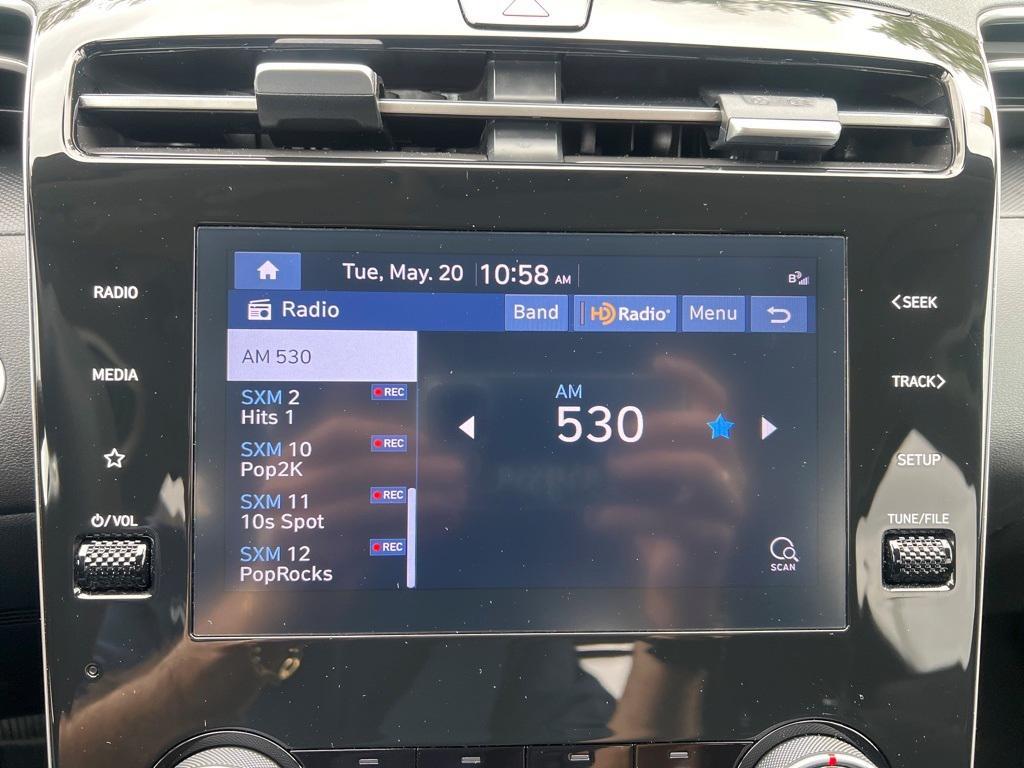 Tue, May. 20 10:58 AM
B
Radio Band HD Radio Menu
AM 530
SXM 2 REC
Hits 1
SXM 10 REC
Pop2K
SXM 11 REC
10s Spot
SXM 12 REC
PopRocks
AM
530
SCAN
RADIO
MEDIA
VOL
< SEEK
TRACK >
SETUP
TUNE/FILE